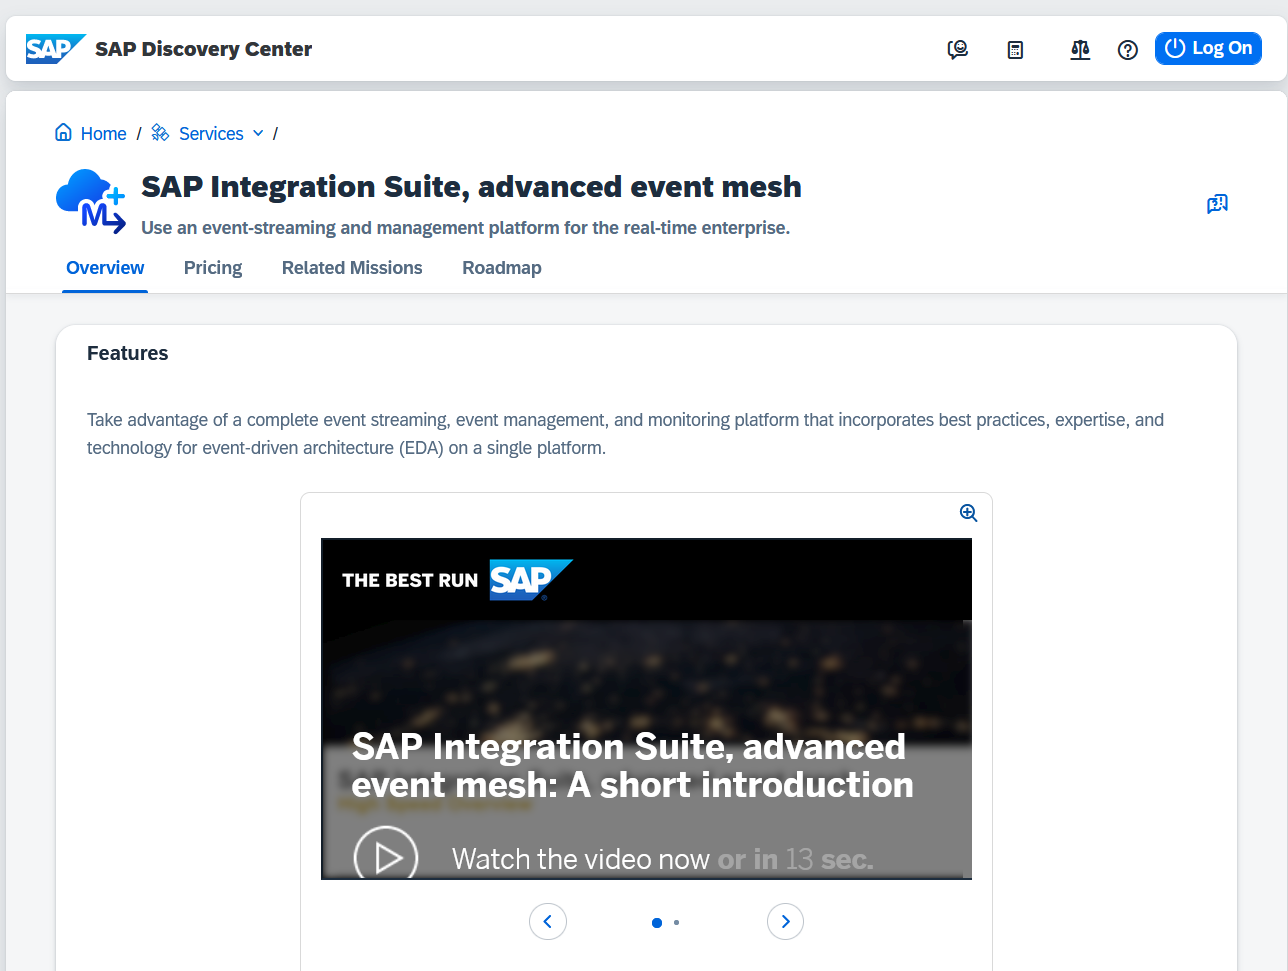 SAP SAP Discovery Center
Log On
Home / Services /
SAP Integration Suite, advanced event mesh
Use an event-streaming and management platform for the real-time enterprise.
Overview Pricing Related Missions Roadmap
Features
Take advantage of a complete event streaming, event management, and monitoring platform that incorporates best practices, expertise, and
technology for event-driven architecture (EDA) on a single platform.
THE BEST RUN SAP
SAP Integration Suite, advanced
event mesh: A short introduction
Watch the video now or in 13 sec.